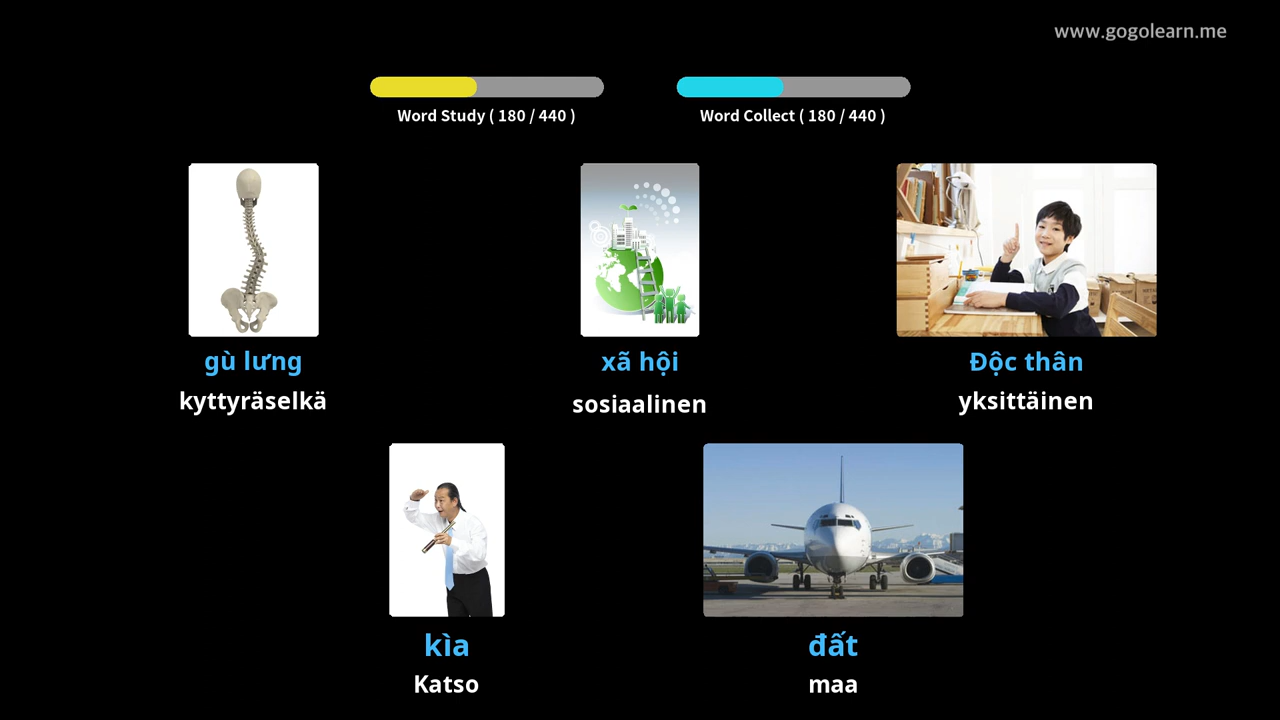 www.gogolearn.me
Word Study ( 180 / 440 )
Word Collect ( 180 / 440 )
gù lưng
kyttyräselkä
xã hội
sosiaalinen
Độc thân
yksittäinen
kìa
Katso
đất
maa